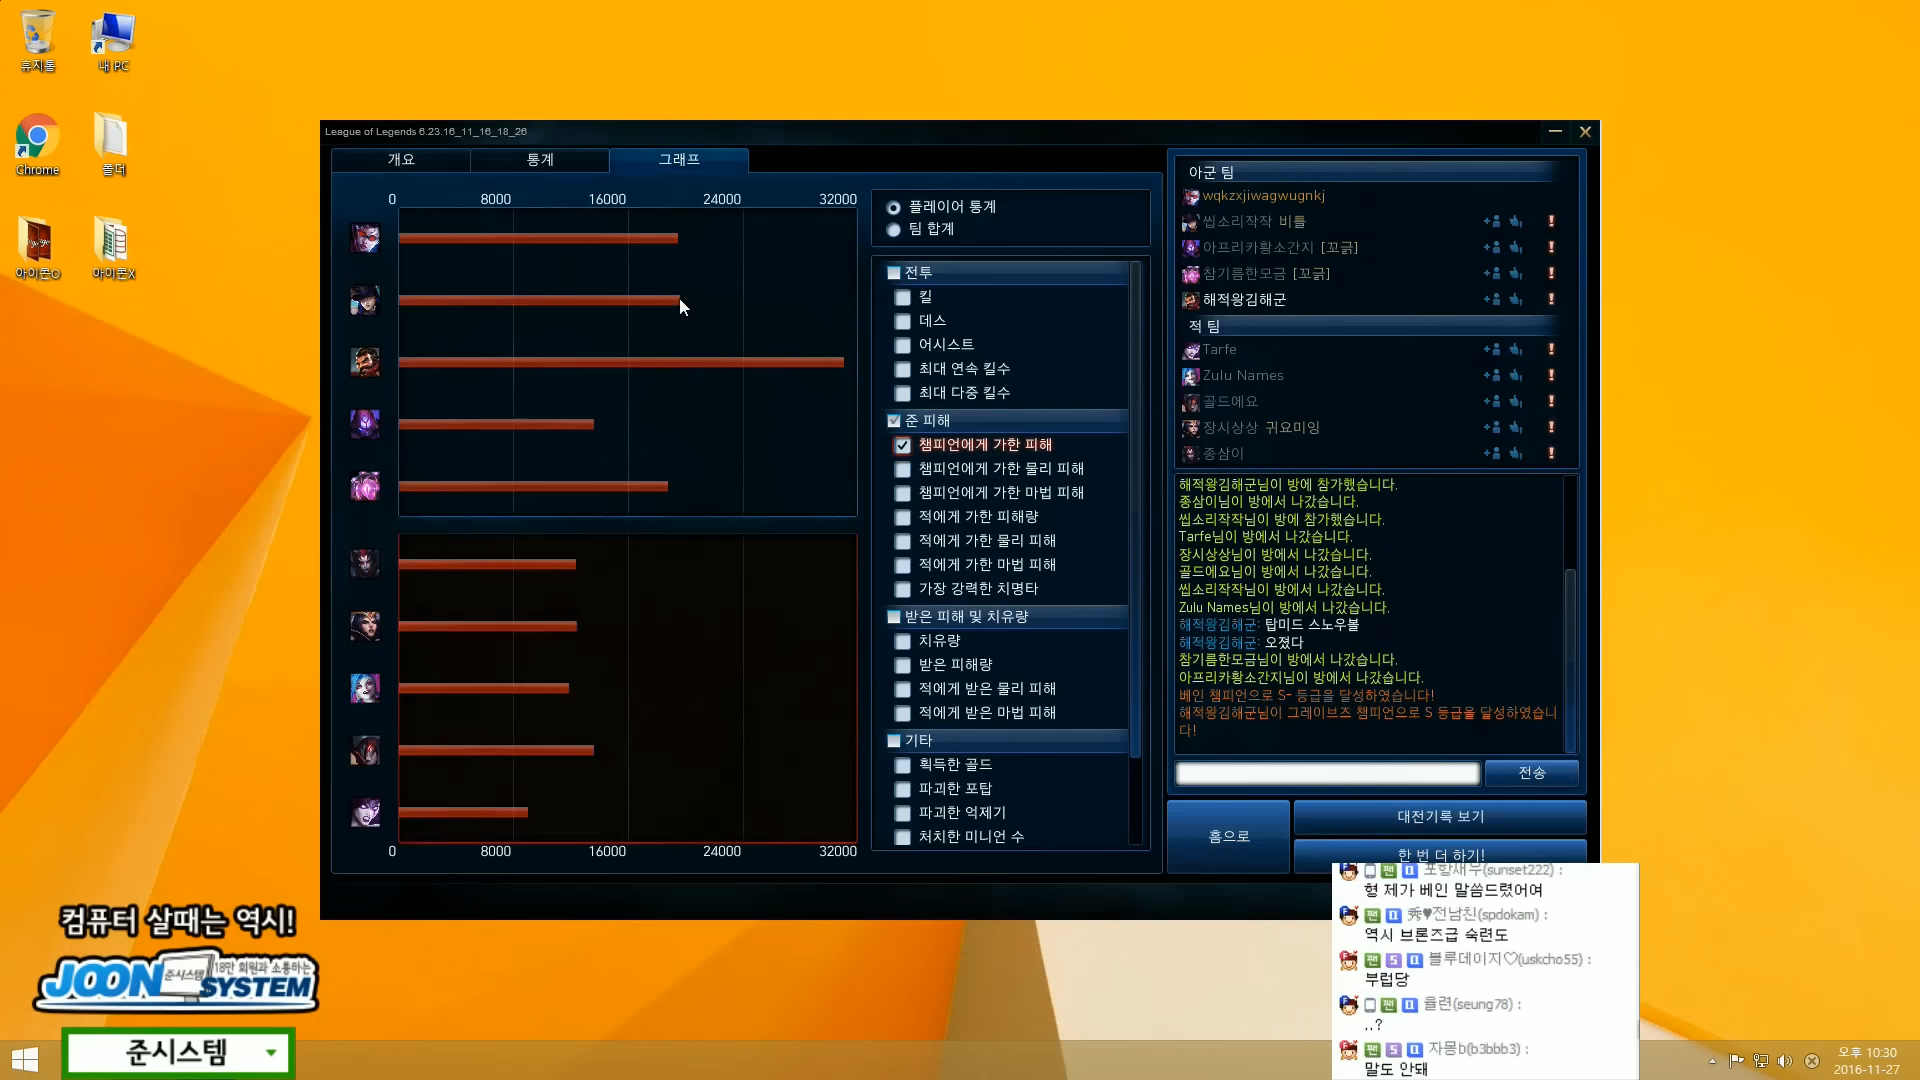 휴지통
내 PC
Chrome
폴더
아이콘O
아이콘X
League of Legends 6.23.16_11_16_18_26
개요
통계
그래프
0 8000 16000 24000 32000
0 8000 16000 24000 32000
플레이어 통계
팀 합계
전투
킬
데스
어시스트
최대 연속 킬수
최대 다중 킬수
준 피해
챔피언에게 가한 피해
챔피언에게 가한 물리 피해
챔피언에게 가한 마법 피해
적에게 가한 피해량
적에게 가한 물리 피해
적에게 가한 마법 피해
가장 강력한 치명타
받은 피해 및 치유량
치유량
받은 피해량
적에게 받은 물리 피해
적에게 받은 마법 피해
기타
획득한 골드
파괴한 포탑
파괴한 억제기
처치한 미니언 수
아군 팀
wqkzxjiwagwugnkj
씹소리작작 비틀
아프리카황소간지 [꼬긁]
참기름한모금 [꼬긁]
해적왕김해군
적 팀
Tarfe
Zulu Names
골드에요
장시상상 귀요미잉
종삼이
해적왕김해군님이 방에 참가했습니다.
종삼이님이 방에서 나갔습니다.
씹소리작작님이 방에 참가했습니다.
Tarfe님이 방에서 나갔습니다.
장시상상님이 방에서 나갔습니다.
골드에요님이 방에서 나갔습니다.
씹소리작작님이 방에서 나갔습니다.
Zulu Names님이 방에서 나갔습니다.
해적왕김해군: 탑미드 스노우볼
해적왕김해군: 오졌다
참기름한모금님이 방에서 나갔습니다.
아프리카황소간지님이 방에서 나갔습니다.
베인 챔피언으로 S- 등급을 달성하였습니다!
해적왕김해군님이 그레이브즈 챔피언으로 S 등급을 달성하였습니
다!
전송
홈으로
대전기록 보기
한 번 더 하기!
포항새우(sunset222) :
형 제가 베인 말씀드렸어여
팬 秀♥전남친(spdokam) :
역시 브론즈급 숙련도
팬 S 블루데이지♡(uskcho55) :
부럽당
팬 율련(seung78) :
..?
팬 S 자몽b(b3bbb3) :
말도 안돼
컴퓨터 살때는 역시!
JOON SYSTEM
준시스템
18만 회원과 소통하는
준시스템
오후 10:30
2016-11-27